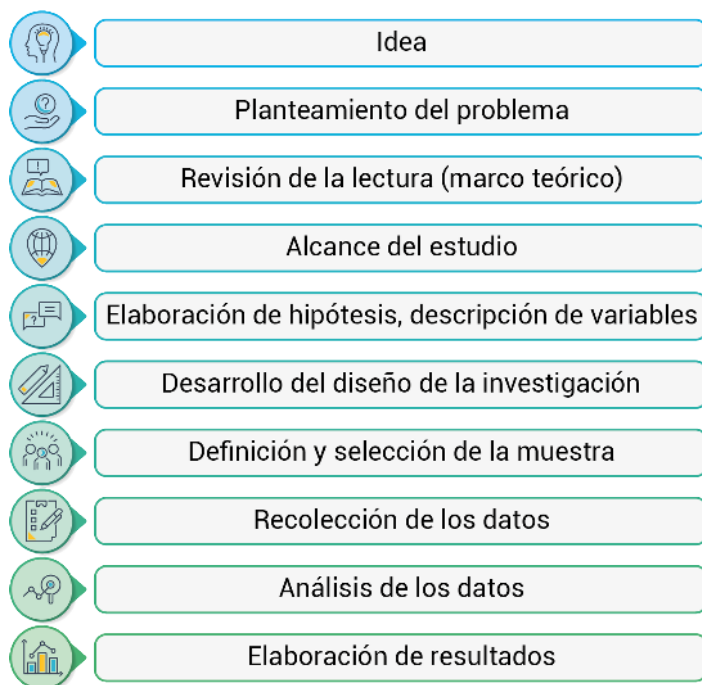 Idea
Planteamiento del problema
Revisión de la lectura (marco teórico)
Alcance del estudio
Elaboración de hipótesis, descripción de variables
Desarrollo del diseño de la investigación
Definición y selección de la muestra
Recolección de los datos
Análisis de los datos
Elaboración de resultados